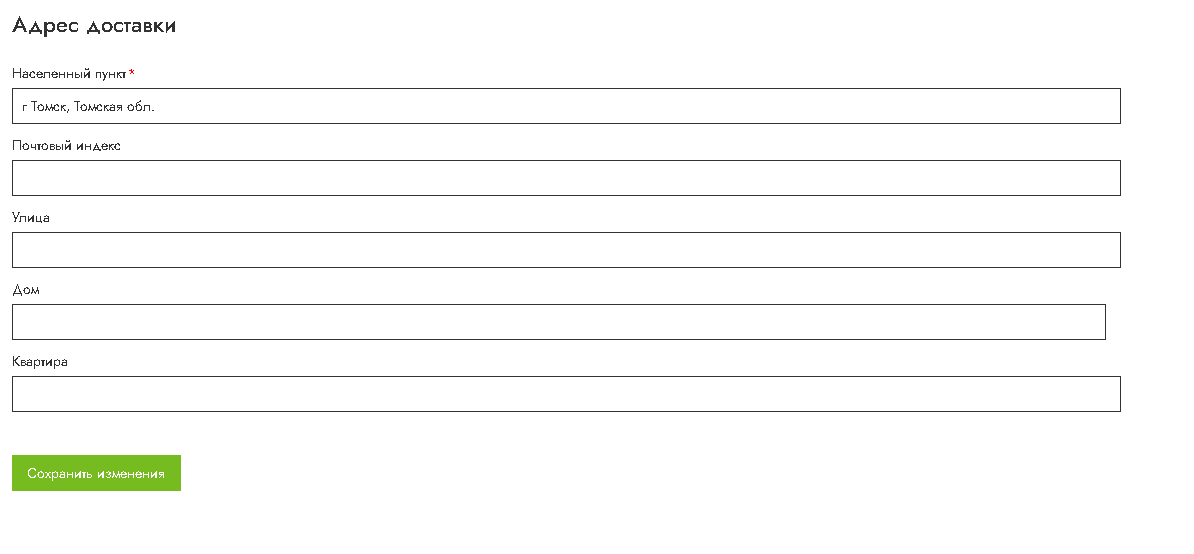 Адрес доставки
Населенный пункт*
г Томск, Томская обл.
Почтовый индекс
Улица
Дом
Квартира
Сохранить изменения